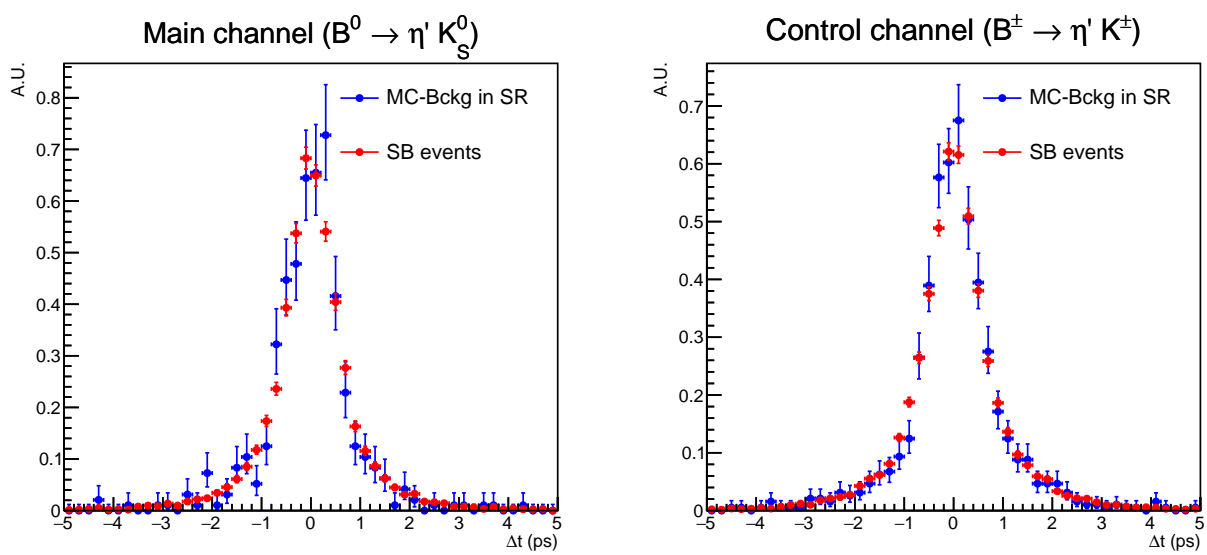 Main channel (B⁰ → η' K⁰_S)
A.U.
0.8
0.7
0.6
0.5
0.4
0.3
0.2
0.1
0
MC-Bckg in SR
SB events
−5 −4 −3 −2 −1 0 1 2 3 4 5
Δt (ps)
Control channel (B± → η' K±)
A.U.
0.7
0.6
0.5
0.4
0.3
0.2
0.1
0
MC-Bckg in SR
SB events
−5 −4 −3 −2 −1 0 1 2 3 4 5
Δt (ps)